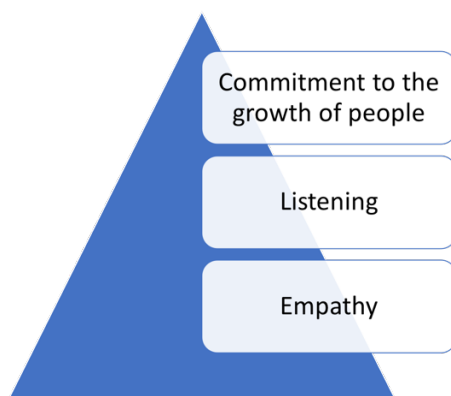 Commitment to the
growth of people
Listening
Empathy